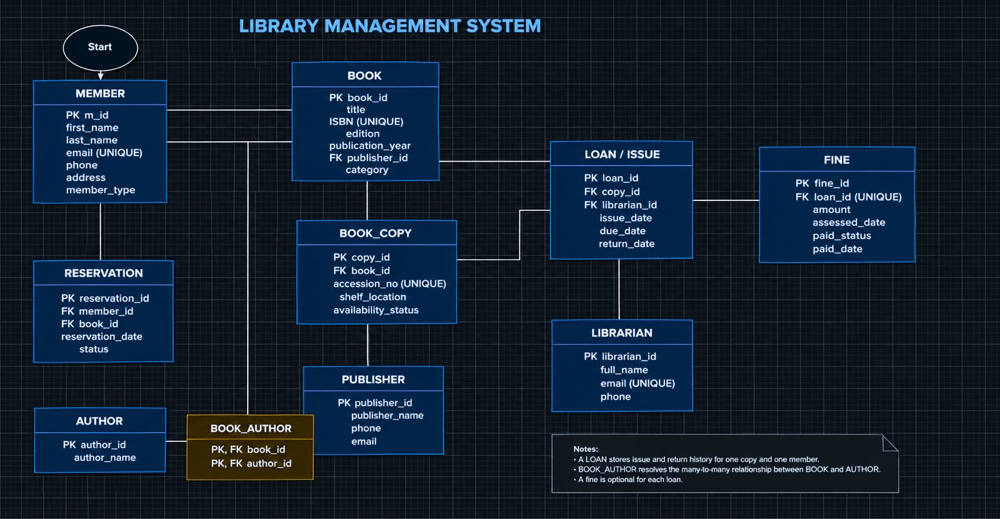 LIBRARY MANAGEMENT SYSTEM
Start
MEMBER
PK m_id
first_name
last_name
email (UNIQUE)
phone
address
member_type
BOOK
PK book_id
title
ISBN (UNIQUE)
edition
publication_year
FK publisher_id
category
LOAN / ISSUE
PK loan_id
FK copy_id
FK librarian_id
issue_date
due_date
return_date
FINE
PK fine_id
FK loan_id (UNIQUE)
amount
assessed_date
paid_status
paid_date
BOOK_COPY
PK copy_id
FK book_id
accession_no (UNIQUE)
shelf_location
availability_status
RESERVATION
PK reservation_id
FK member_id
FK book_id
reservation_date
status
LIBRARIAN
PK librarian_id
full_name
email (UNIQUE)
phone
PUBLISHER
PK publisher_id
publisher_name
phone
email
AUTHOR
PK author_id
author_name
BOOK_AUTHOR
PK, FK book_id
PK, FK author_id
Notes:
• A LOAN stores issue and return history for one copy and one member.
• BOOK_AUTHOR resolves the many-to-many relationship between BOOK and AUTHOR.
• A fine is optional for each loan.